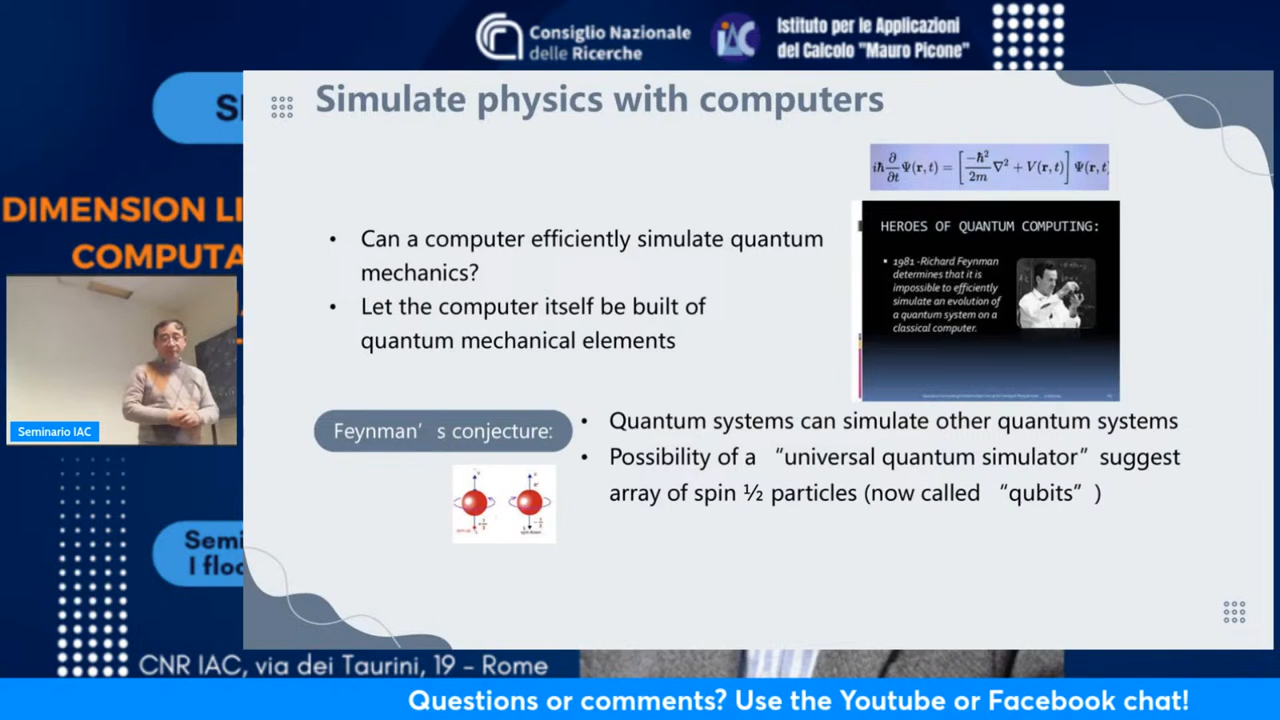 Consiglio Nazionale
delle Ricerche
IAC
Istituto per le Applicazioni
del Calcolo "Mauro Picone"
DIMENSION
COMPUTA
Simulate physics with computers
iħ ∂/∂t Ψ(r, t) = [−ħ²/2m ∇² + V(r, t)] Ψ(r, t
• Can a computer efficiently simulate quantum
mechanics?
• Let the computer itself be built of
quantum mechanical elements
HEROES OF QUANTUM COMPUTING:
▪ 1981 -Richard Feynman
determines that it is
impossible to efficiently
simulate an evolution of
a quantum system on a
classical computer.
Feynman' s conjecture:
• Quantum systems can simulate other quantum systems
• Possibility of a “universal quantum simulator” suggest
array of spin ½ particles (now called “qubits” )
spin down
Seminario IAC
Semi
I floo
CNR IAC, via dei Taurini, 19 - Rome
Questions or comments? Use the Youtube or Facebook chat!